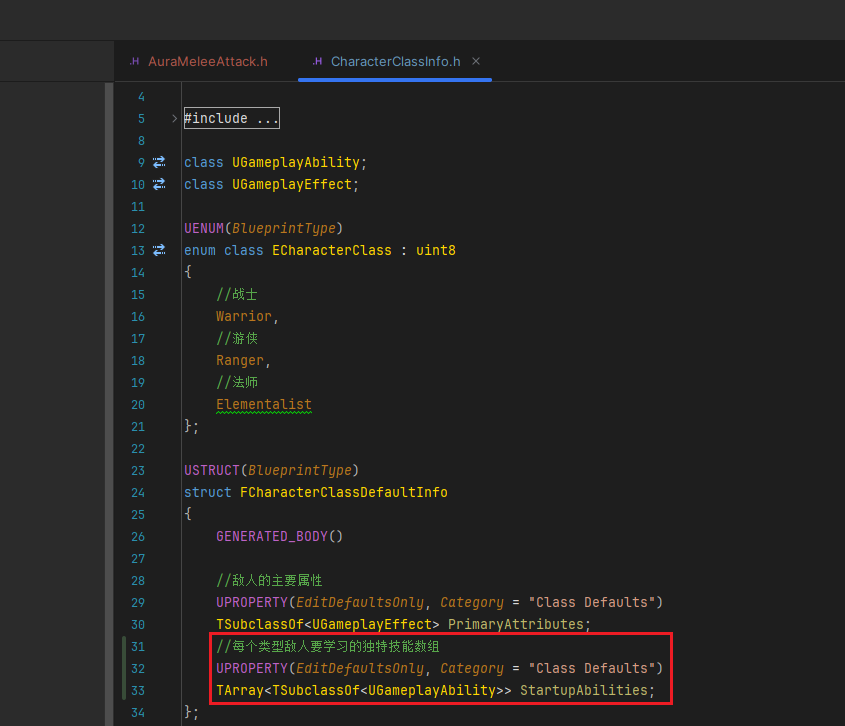 .H AuraMeleeAttack.h .H CharacterClassInfo.h ×
4
5 #include ...
8
9 class UGameplayAbility;
10 class UGameplayEffect;
11
12 UENUM(BlueprintType)
13 enum class ECharacterClass : uint8
14 {
15 //战士
16 Warrior,
17 //游侠
18 Ranger,
19 //法师
20 Elementalist
21 };
22
23 USTRUCT(BlueprintType)
24 struct FCharacterClassDefaultInfo
25 {
26 GENERATED_BODY()
27
28 //敌人的主要属性
29 UPROPERTY(EditDefaultsOnly, Category = "Class Defaults")
30 TSubclassOf<UGameplayEffect> PrimaryAttributes;
31 //每个类型敌人要学习的独特技能数组
32 UPROPERTY(EditDefaultsOnly, Category = "Class Defaults")
33 TArray<TSubclassOf<UGameplayAbility>> StartupAbilities;
34 };